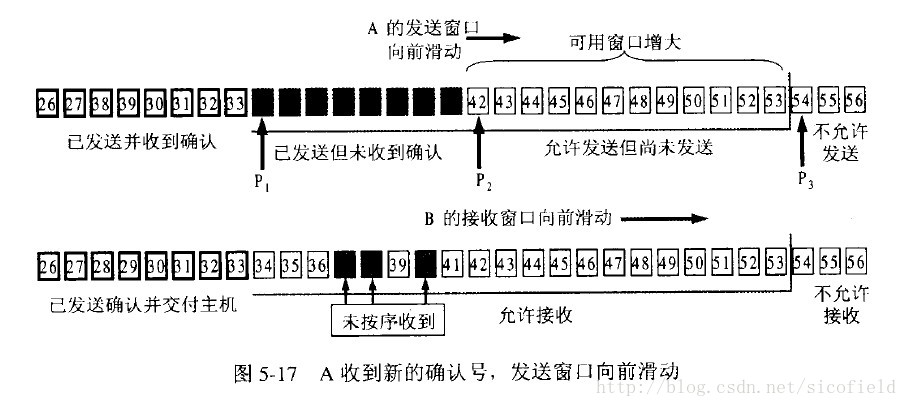 A 的发送窗口
向前滑动
可用窗口增大
26 27 38 39 30 31 32 33 42 43 44 45 46 47 48 49 50 51 52 53 54 55 56
已发送并收到确认
已发送但未收到确认
允许发送但尚未发送
不允许
发送
P1
P2
P3
B 的接收窗口向前滑动
26 27 28 29 30 31 32 33 34 35 36 39 41 42 43 44 45 46 47 48 49 50 51 52 53 54 55 56
已发送确认并交付主机
未按序收到
允许接收
不允许
接收
图 5-17 A 收到新的确认号，发送窗口向前滑动
http://blog.csdn.net/sicofield